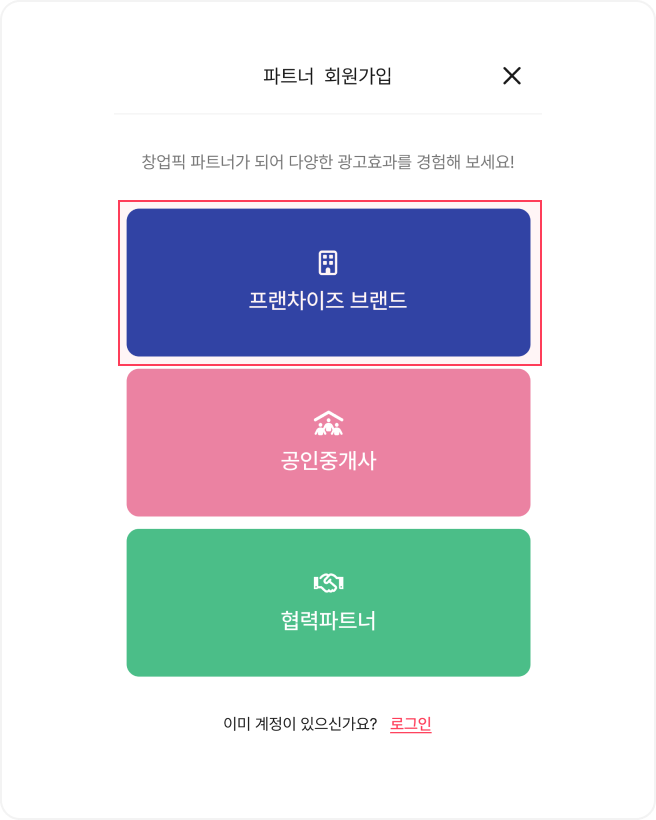 파트너 회원가입
창업픽 파트너가 되어 다양한 광고효과를 경험해 보세요!
프랜차이즈 브랜드
공인중개사
협력파트너
이미 계정이 있으신가요? 로그인